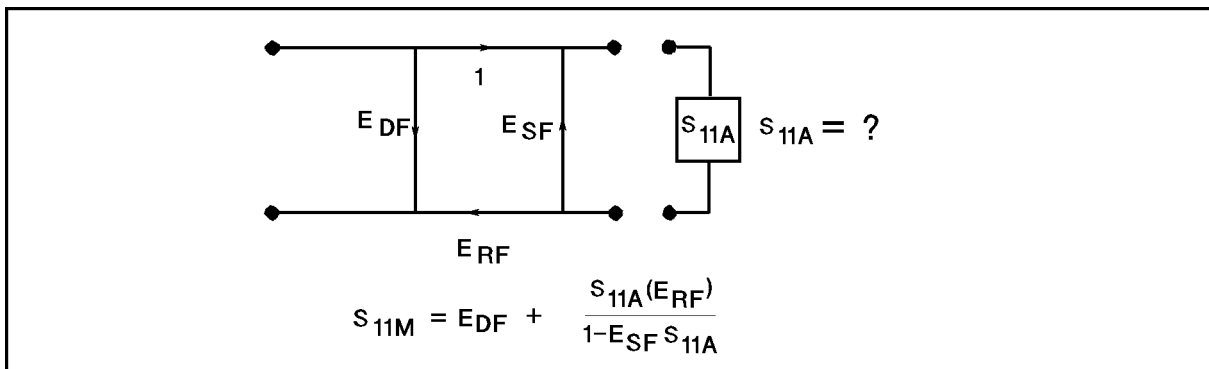 1
E DF
E SF
S 11A
S 11A = ?
E RF
S 11M = E DF + S 11A (E RF)
1-E SF S 11A